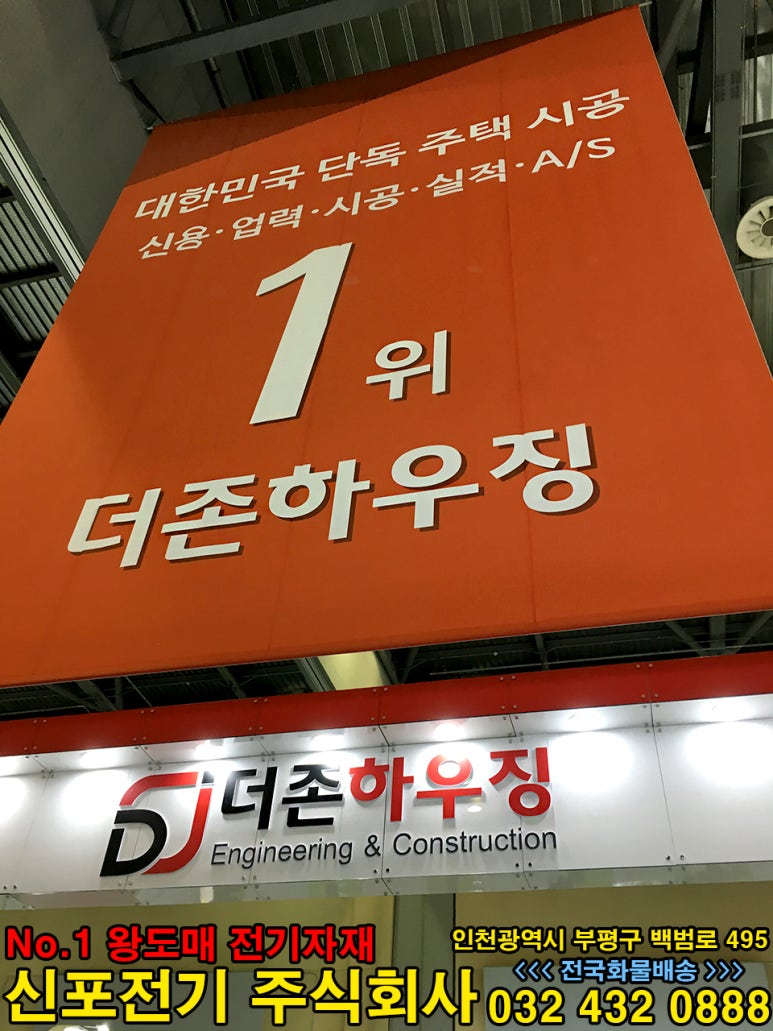 대한민국 단독 주택 시공
신용·업력·시공·실적·A/S
1위
더존하우징
DJ 더존하우징
Engineering & Construction
No.1 왕도매 전기자재
인천광역시 부평구 백범로 495
<<< 전국화물배송 >>>
신포전기 주식회사 032 432 0888